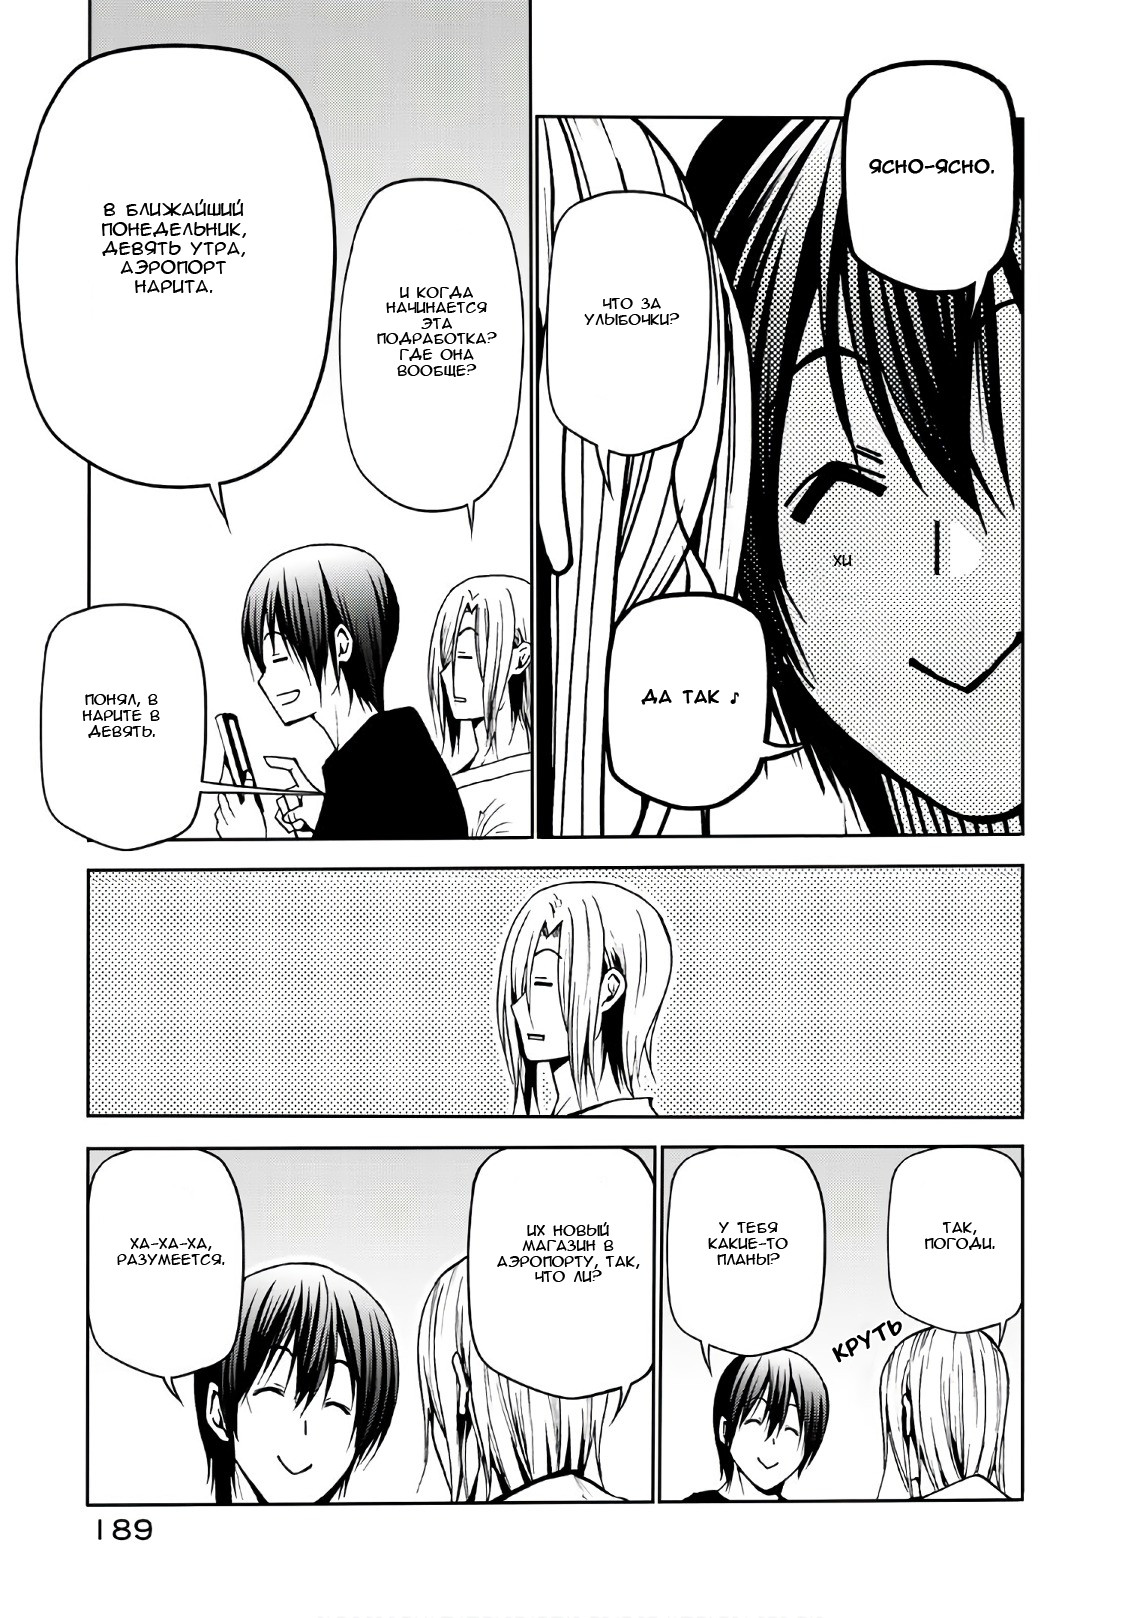 ЯСНО-ЯСНО.
ЧТО ЗА
УЛЫБОЧКИ?
ХИ
ДА ТАК ♪
И КОГДА
НАЧИНАЕТСЯ
ЭТА
ПОДРАБОТКА?
ГДЕ ОНА
ВООБЩЕ?
В БЛИЖАЙШИЙ
ПОНЕДЕЛЬНИК,
ДЕВЯТЬ УТРА,
АЭРОПОРТ
НАРИТА.
ПОНЯЛ, В
НАРИТЕ В
ДЕВЯТЬ.
ТАК,
ПОГОДИ.
КРУТЬ
У ТЕБЯ
КАКИЕ-ТО
ПЛАНЫ?
ИХ НОВЫЙ
МАГАЗИН В
АЭРОПОРТУ, ТАК,
ЧТО ЛИ?
ХА-ХА-ХА,
РАЗУМЕЕТСЯ.
189